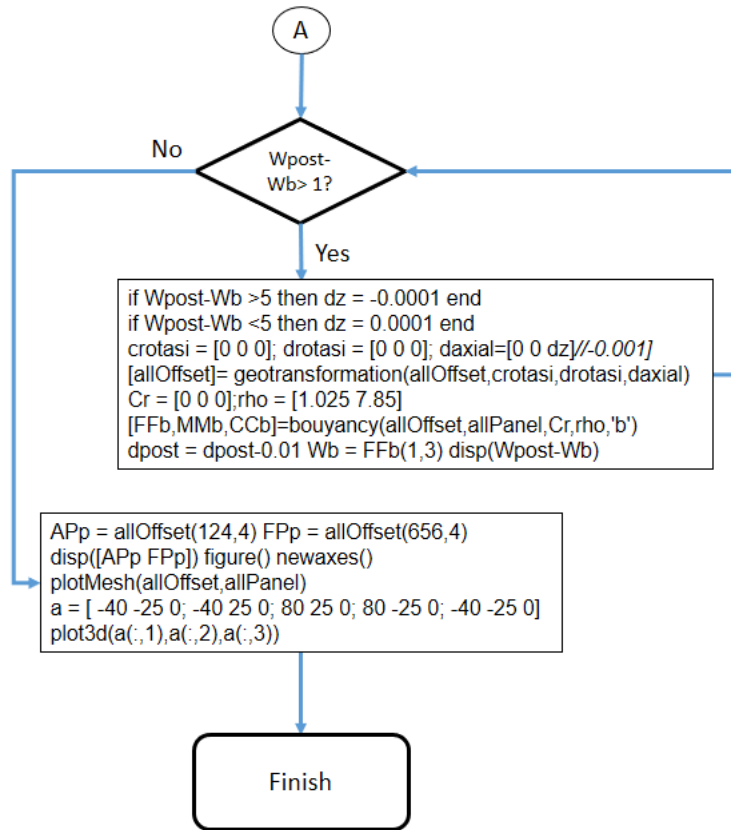 A
No
Wpost-
Wb> 1?
Yes
if Wpost-Wb >5 then dz = -0.0001 end
if Wpost-Wb <5 then dz = 0.0001 end
crotasi = [0 0 0]; drotasi = [0 0 0]; daxial=[0 0 dz]//-0.001]
[allOffset]= geotransformation(allOffset,crotasi,drotasi,daxial)
Cr = [0 0 0];rho = [1.025 7.85]
[FFb,MMb,CCb]=bouyancy(allOffset,allPanel,Cr,rho,'b')
dpost = dpost-0.01 Wb = FFb(1,3) disp(Wpost-Wb)
APp = allOffset(124,4) FPp = allOffset(656,4)
disp([APp FPp]) figure() newaxes()
plotMesh(allOffset,allPanel)
a = [ -40 -25 0; -40 25 0; 80 25 0; 80 -25 0; -40 -25 0]
plot3d(a(:,1),a(:,2),a(:,3))
Finish